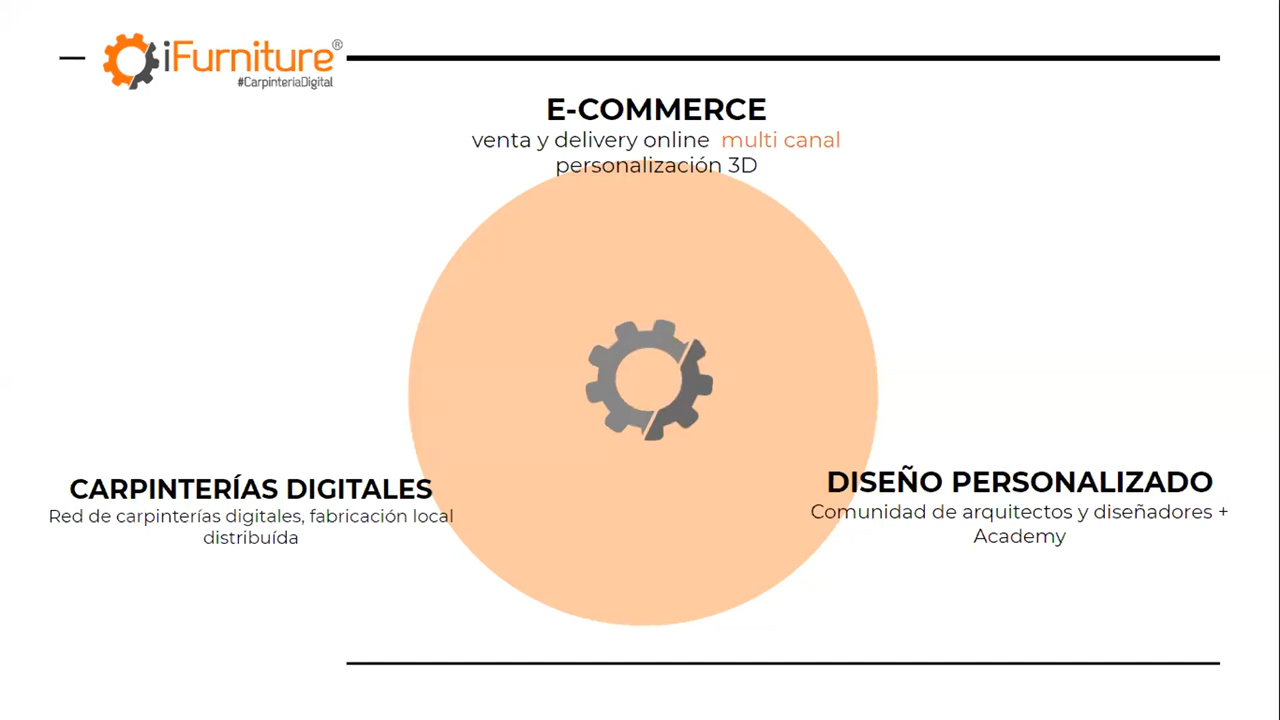 iFurniture®
#CarpinteríaDigital
E-COMMERCE
venta y delivery online multi canal
personalización 3D
CARPINTERÍAS DIGITALES
Red de carpinterías digitales, fabricación local
distribuída
DISEÑO PERSONALIZADO
Comunidad de arquitectos y diseñadores +
Academy